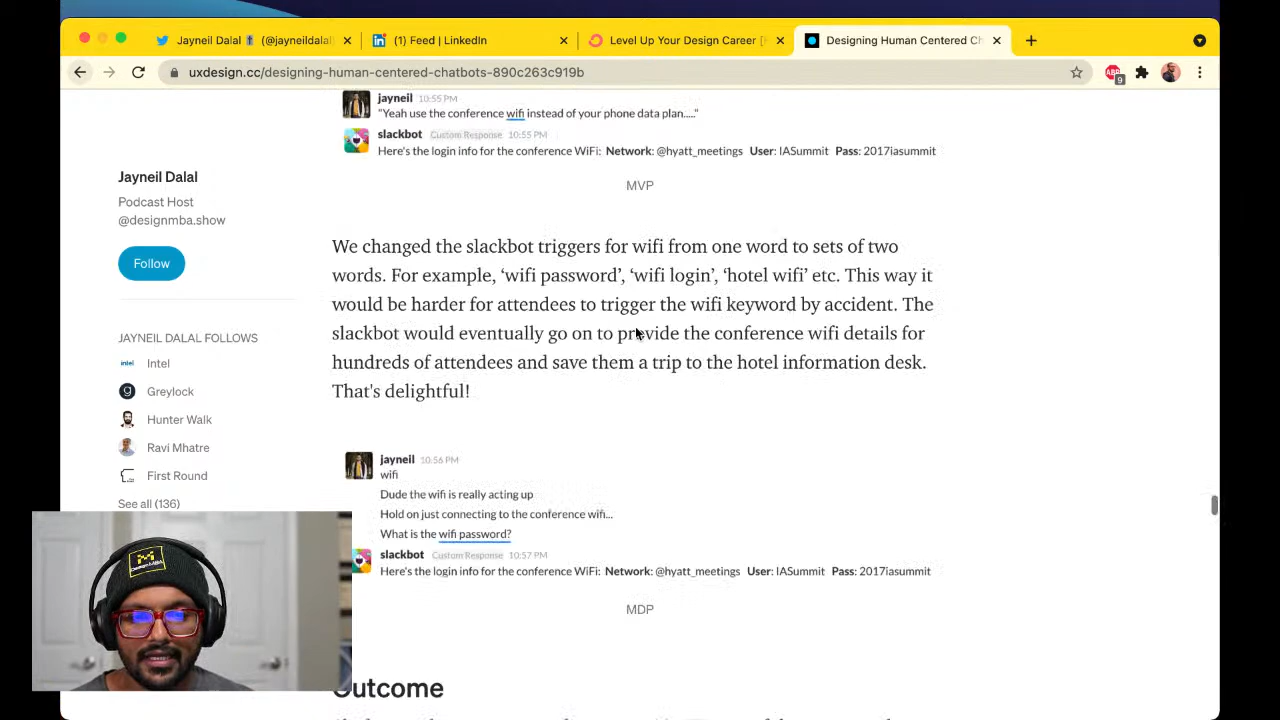 Jayneil Dalal (@jayneildalal)
(1) Feed | LinkedIn
Level Up Your Design Career [
Designing Human Centered Ch
uxdesign.cc/designing-human-centered-chatbots-890c263c919b
ABP
9
jayneil 10:55 PM
"Yeah use the conference wifi instead of your phone data plan....."
slackbot Custom Response 10:55 PM
Here's the login info for the conference WiFi: Network: @hyatt_meetings User: IASummit Pass: 2017iasummit
MVP
Jayneil Dalal
Podcast Host
@designmba.show
Follow
JAYNEIL DALAL FOLLOWS
Intel
Greylock
Hunter Walk
Ravi Mhatre
First Round
See all (136)
We changed the slackbot triggers for wifi from one word to sets of two
words. For example, ‘wifi password’, ‘wifi login’, ‘hotel wifi’ etc. This way it
would be harder for attendees to trigger the wifi keyword by accident. The
slackbot would eventually go on to provide the conference wifi details for
hundreds of attendees and save them a trip to the hotel information desk.
That's delightful!
jayneil 10:56 PM
wifi
Dude the wifi is really acting up
Hold on just connecting to the conference wifi...
What is the wifi password?
slackbot Custom Response 10:57 PM
Here's the login info for the conference WiFi: Network: @hyatt_meetings User: IASummit Pass: 2017iasummit
MDP
Outcome